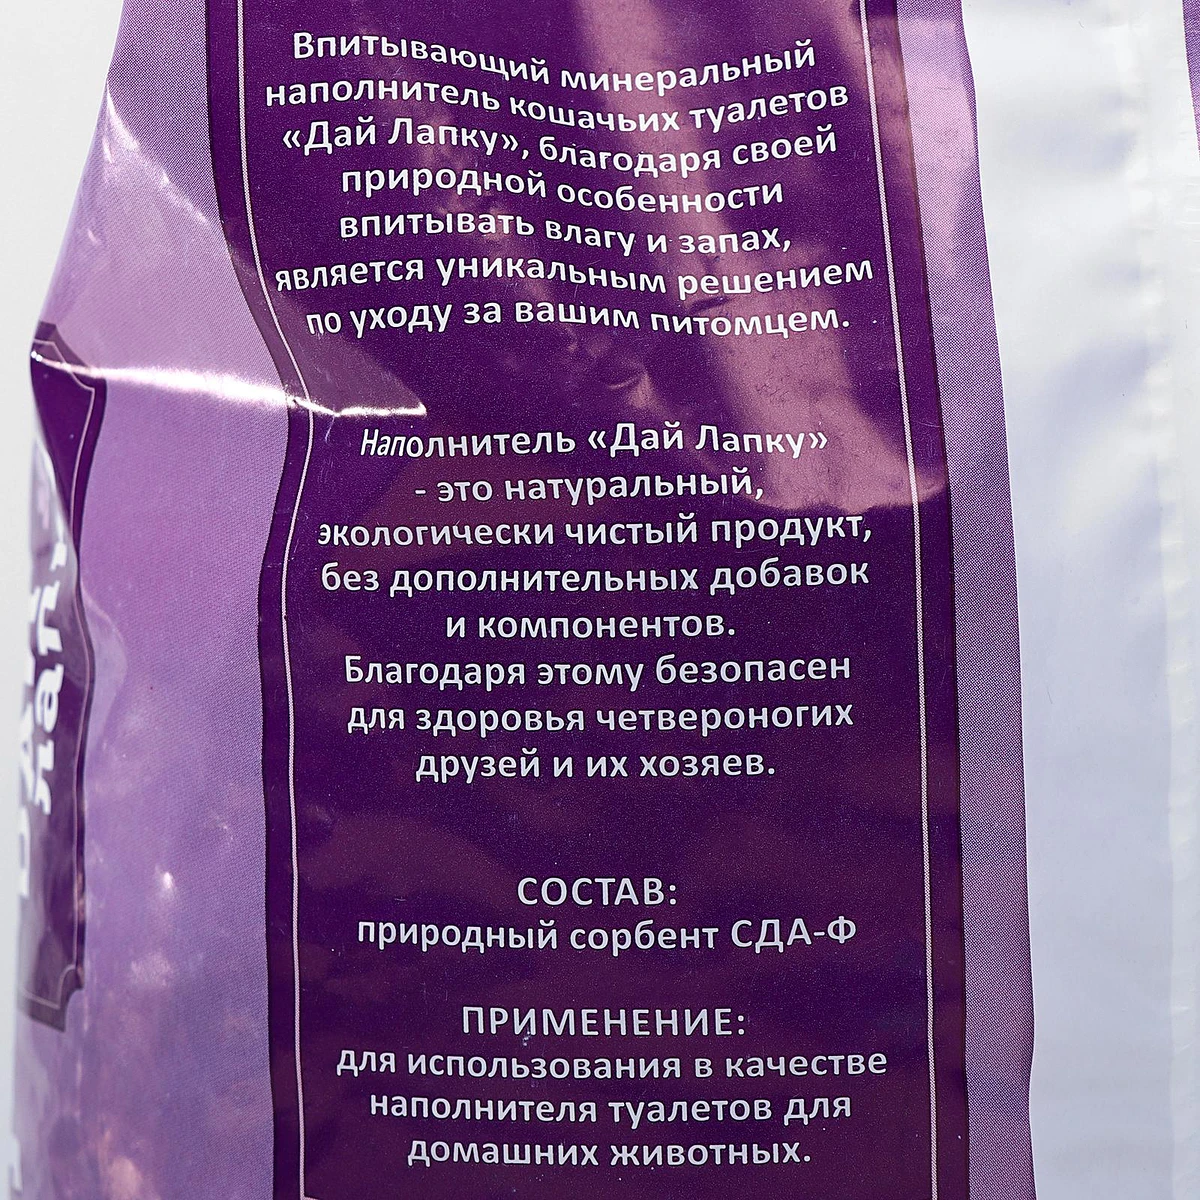 Впитывающий минеральный
наполнитель кошачьих туалетов
«Дай Лапку», благодаря своей
природной особенности
впитывать влагу и запах,
является уникальным решением
по уходу за вашим питомцем.
Наполнитель «Дай Лапку»
- это натуральный,
экологически чистый продукт,
без дополнительных добавок
и компонентов.
Благодаря этому безопасен
для здоровья четвероногих
друзей и их хозяев.
СОСТАВ:
природный сорбент СДА-Ф
ПРИМЕНЕНИЕ:
для использования в качестве
наполнителя туалетов для
домашних животных.